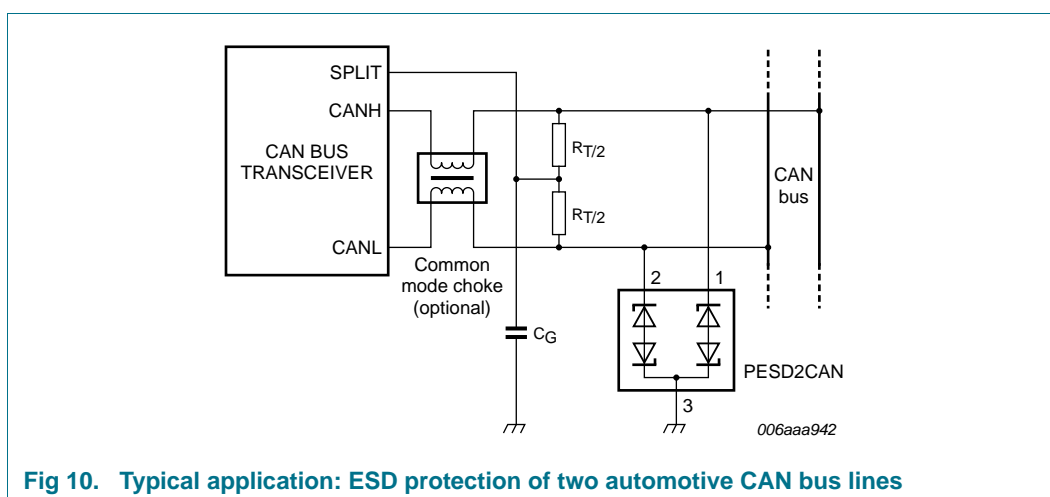 SPLIT
CANH
CAN BUS
TRANSCEIVER
CANL
Common
mode choke
(optional)
RT/2
RT/2
CG
CAN
bus
2
1
3
PESD2CAN
006aaa942
Fig 10. Typical application: ESD protection of two automotive CAN bus lines